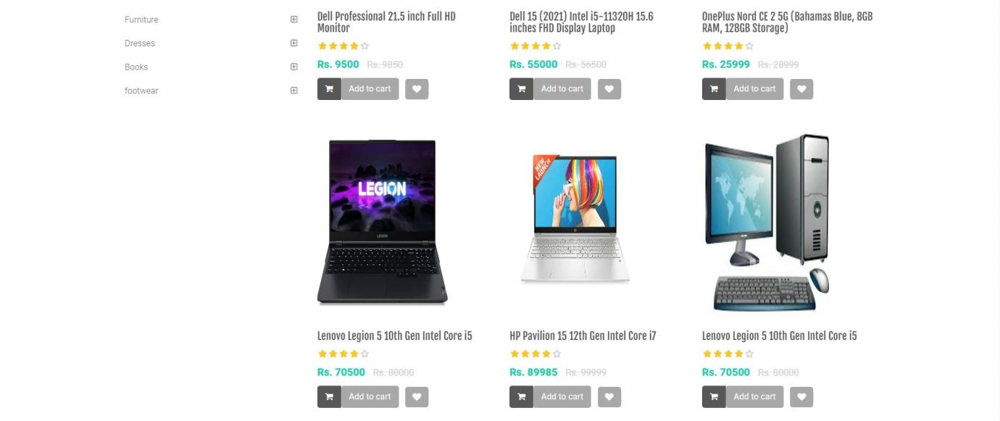 Furniture
Dresses
Books
footwear
Dell Professional 21.5 inch Full HD
Monitor
Rs. 9500 Rs. 9850
Add to cart
Dell 15 (2021) Intel i5-11320H 15.6
inches FHD Display Laptop
Rs. 55000 Rs. 56500
Add to cart
OnePlus Nord CE 2 5G (Bahamas Blue, 8GB
RAM, 128GB Storage)
Rs. 25999 Rs. 28999
Add to cart
LEGION
LEGION
Lenovo Legion 5 10th Gen Intel Core i5
Rs. 70500 Rs. 80000
Add to cart
NEW
LAUNCH
HP Pavilion 15 12th Gen Intel Core i7
Rs. 89985 Rs. 99999
Add to cart
Lenovo Legion 5 10th Gen Intel Core i5
Rs. 70500 Rs. 80000
Add to cart